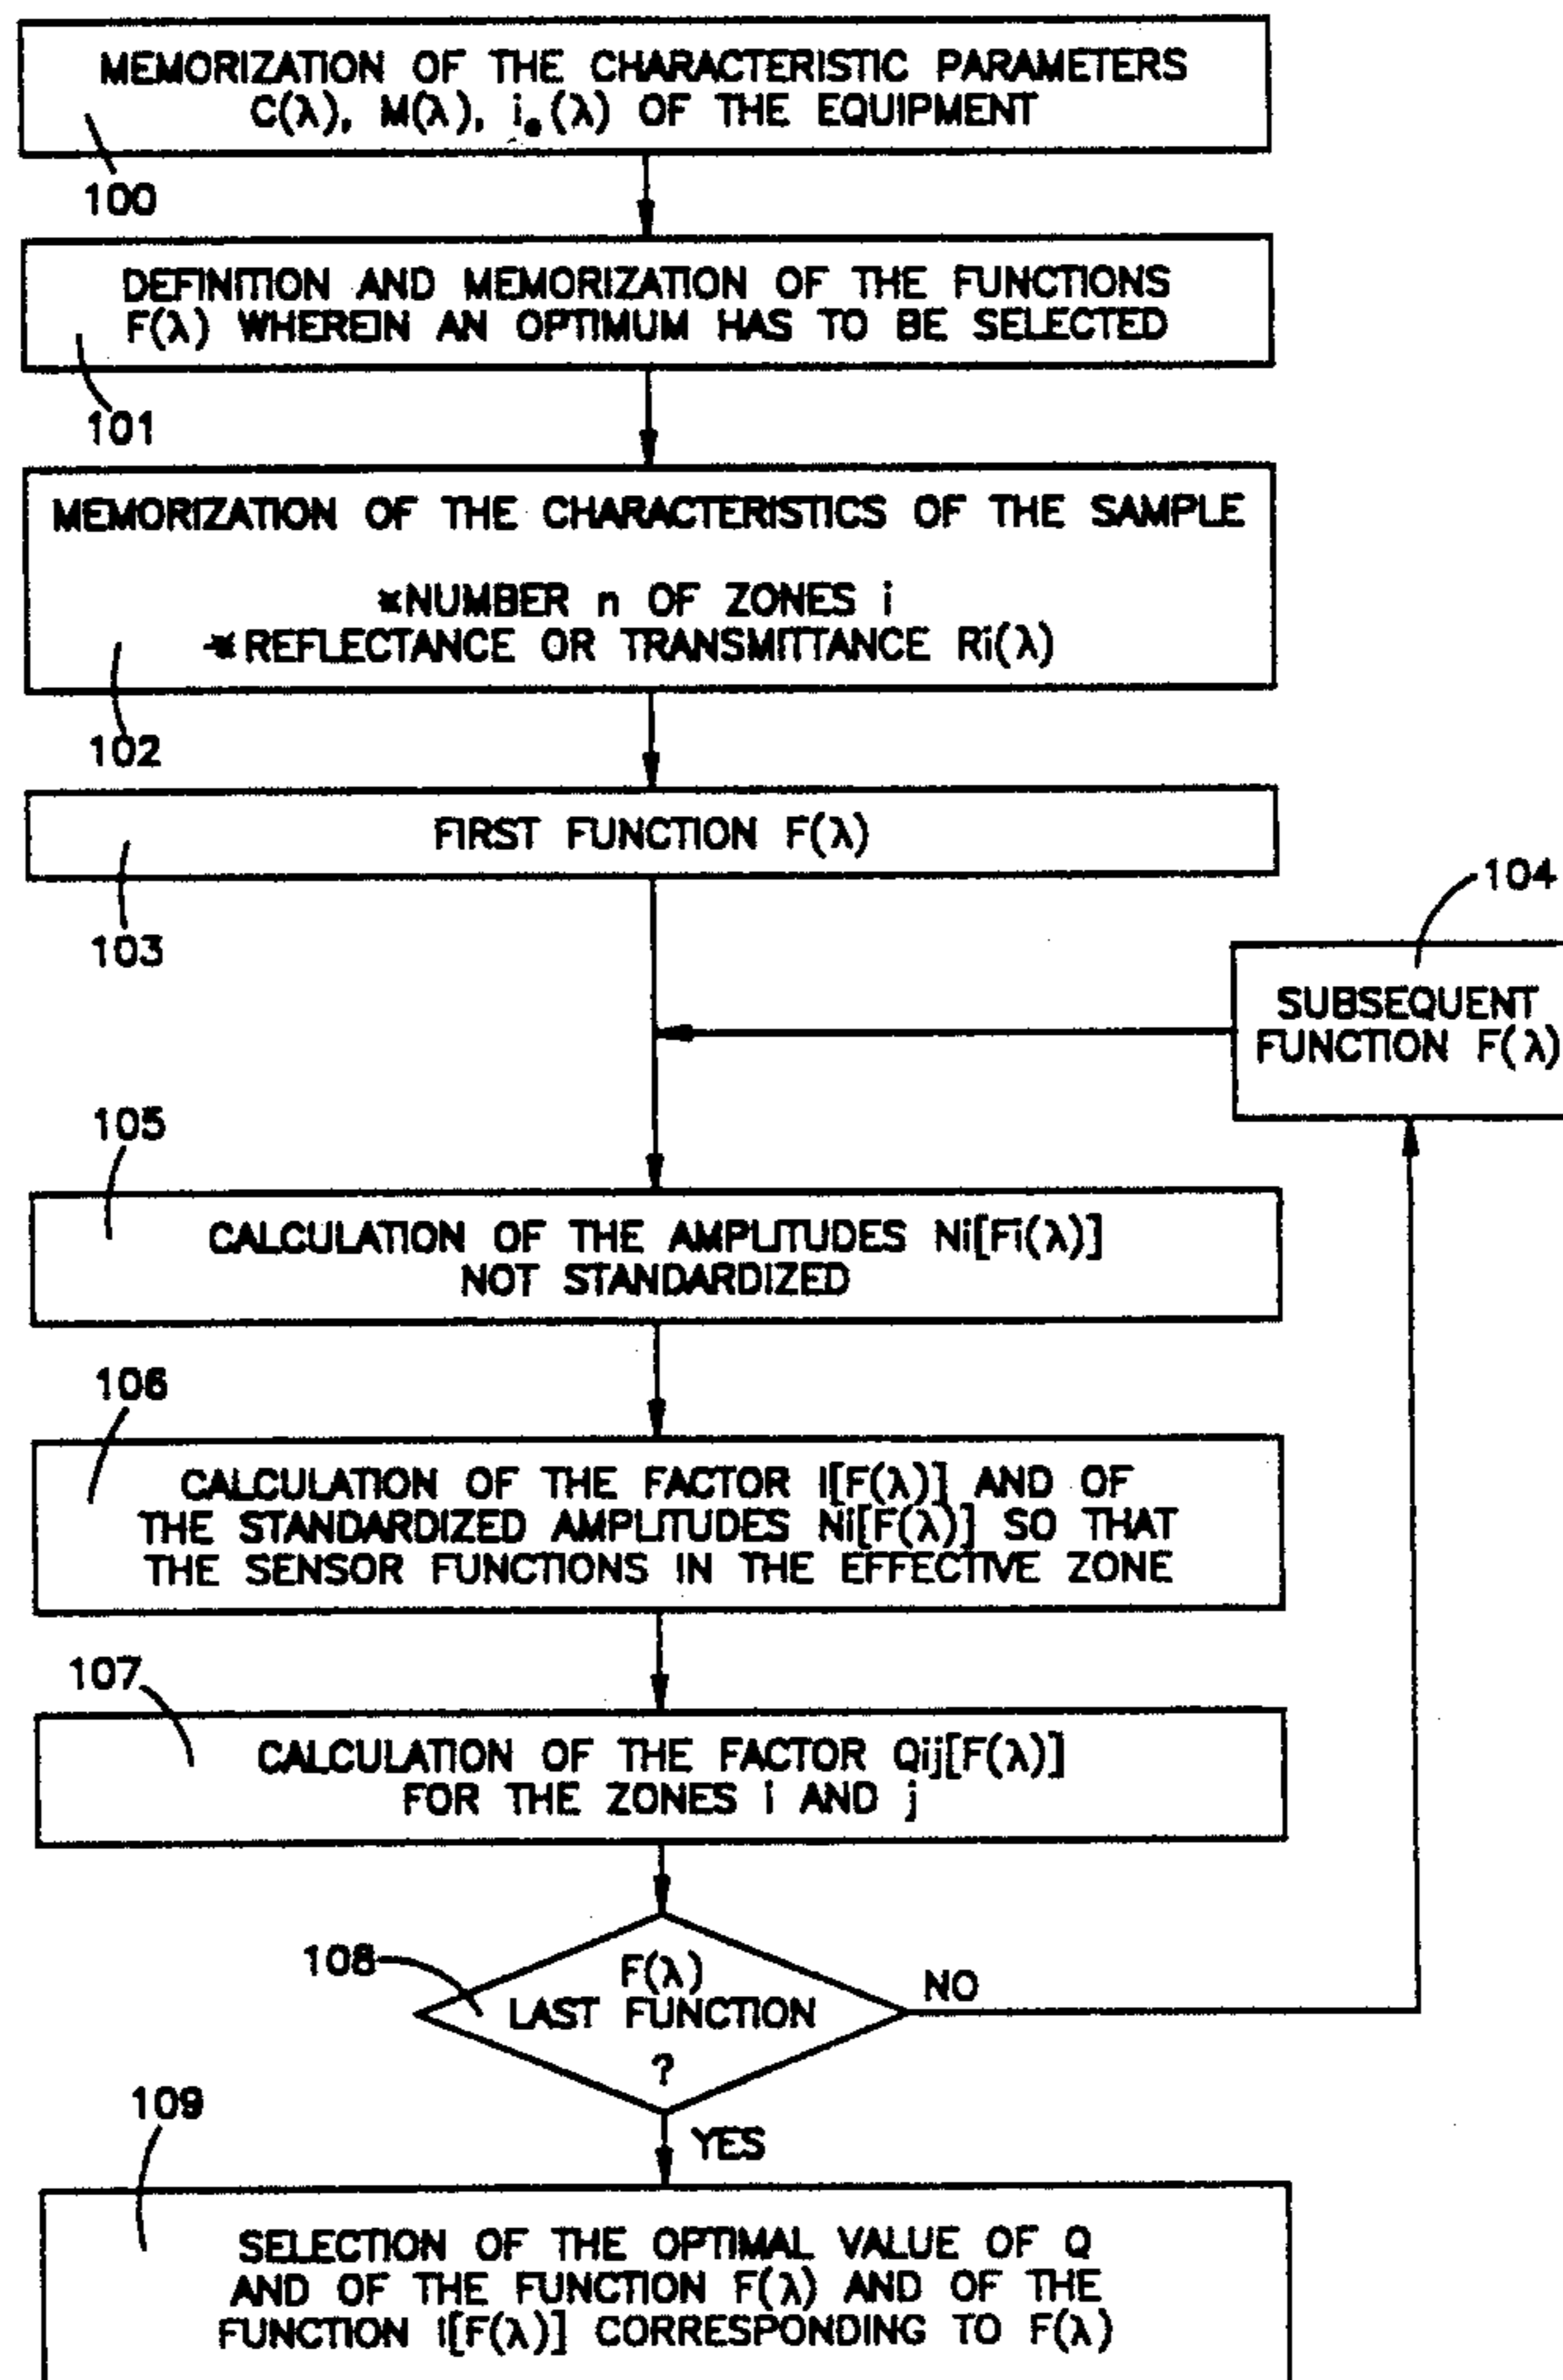 MEMORIZATION OF THE CHARACTERISTIC PARAMETERS
C(λ), M(λ), i₀(λ) OF THE EQUIPMENT
100
DEFINITION AND MEMORIZATION OF THE FUNCTIONS
F(λ) WHEREIN AN OPTIMUM HAS TO BE SELECTED
101
MEMORIZATION OF THE CHARACTERISTICS OF THE SAMPLE
*NUMBER n OF ZONES i
*REFLECTANCE OR TRANSMITTANCE Ri(λ)
102
FIRST FUNCTION F(λ)
103
104
SUBSEQUENT
FUNCTION F(λ)
105
CALCULATION OF THE AMPLITUDES Ni[Fi(λ)]
NOT STANDARDIZED
106
CALCULATION OF THE FACTOR I[F(λ)] AND OF
THE STANDARDIZED AMPLITUDES Ni[F(λ)] SO THAT
THE SENSOR FUNCTIONS IN THE EFFECTIVE ZONE
107
CALCULATION OF THE FACTOR Qij[F(λ)]
FOR THE ZONES i AND j
108
F(λ)
LAST FUNCTION
?
NO
YES
109
SELECTION OF THE OPTIMAL VALUE OF Q
AND OF THE FUNCTION F(λ) AND OF THE
FUNCTION I[F(λ)] CORRESPONDING TO F(λ)